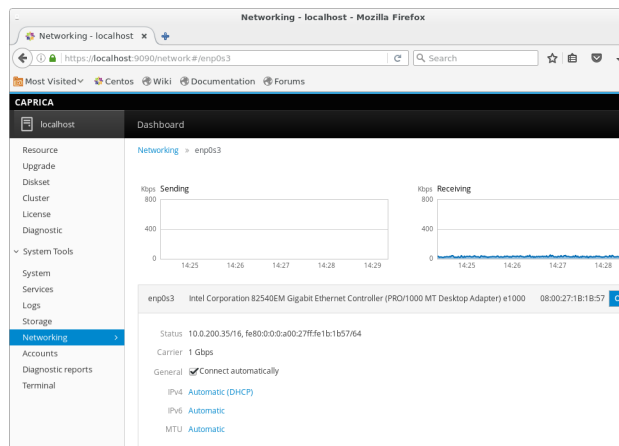 Networking - localhost - Mozilla Firefox
Networking - localhost
https://localhost:9090/network#/enp0s3
Search
Most Visited
Centos
Wiki
Documentation
Forums
CAPRICA
localhost
Dashboard
Resource
Upgrade
Diskset
Cluster
License
Diagnostic
System Tools
System
Services
Logs
Storage
Networking
Accounts
Diagnostic reports
Terminal
Networking » enp0s3
Kbps Sending
800
400
0
14:25 14:26 14:27 14:28 14:29
Kbps Receiving
800
400
0
14:25 14:26 14:27 14:28
enp0s3 Intel Corporation 82540EM Gigabit Ethernet Controller (PRO/1000 MT Desktop Adapter) e1000 08:00:27:1B:1B:57
Status 10.0.200.35/16, fe80:0:0:0:a00:27ff:fe1b:1b57/64
Carrier 1 Gbps
General Connect automatically
IPv4 Automatic (DHCP)
IPv6 Automatic
MTU Automatic